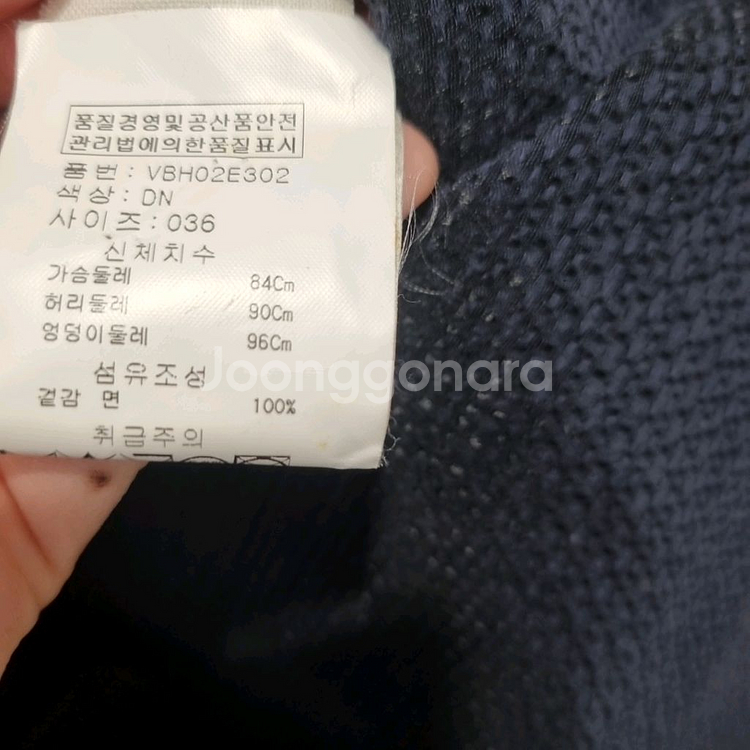 품질경영및공산품안전
관리법에의한품질표시
품번 : VBH02E302
색상 : DN
사이즈 : 036
신체치수
가슴둘레 84Cm
허리둘레 90Cm
엉덩이둘레 96Cm
섬유조성
겉감 면 100%
취급주의
Joonggonara